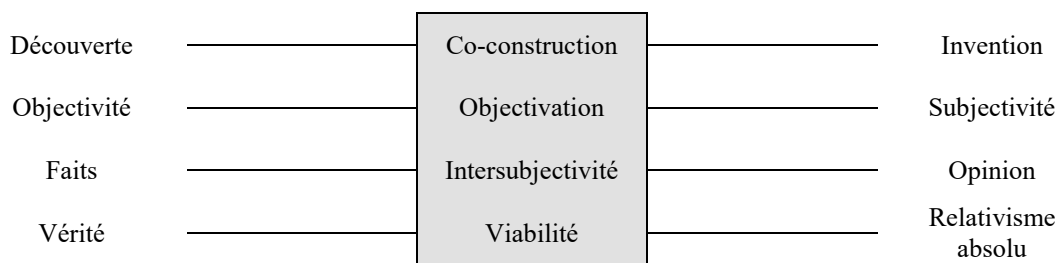 Découverte Co-construction Invention
Objectivité Objectivation Subjectivité
Faits Intersubjectivité Opinion
Vérité Viabilité Relativisme
absolu